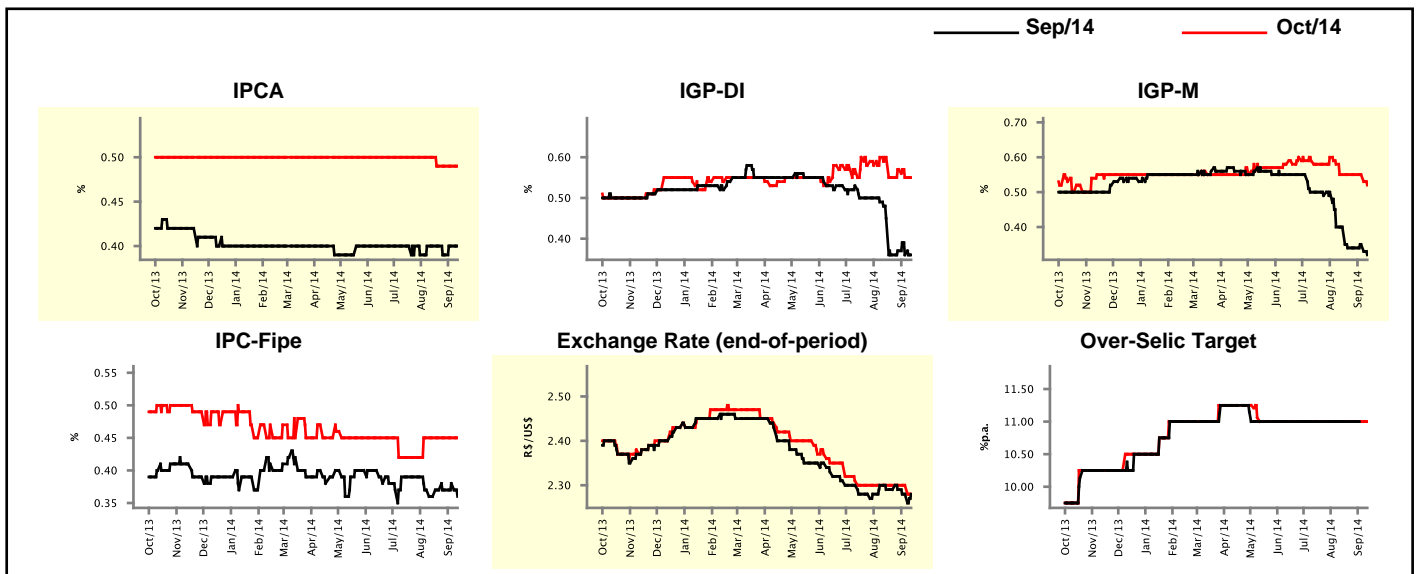 Sep/14 Oct/14
IPCA IGP-DI IGP-M
%
0.50
0.45
0.40
Oct/13 Nov/13 Dec/13 Jan/14 Feb/14 Mar/14 Apr/14 May/14 Jun/14 Jul/14 Aug/14 Sep/14
%
0.60
0.50
0.40
Oct/13 Nov/13 Dec/13 Jan/14 Feb/14 Mar/14 Apr/14 May/14 Jun/14 Jul/14 Aug/14 Sep/14
%
0.70
0.60
0.50
0.40
Oct/13 Nov/13 Dec/13 Jan/14 Feb/14 Mar/14 Apr/14 May/14 Jun/14 Jul/14 Aug/14 Sep/14
IPC-Fipe Exchange Rate (end-of-period) Over-Selic Target
%
0.55
0.50
0.45
0.40
0.35
Oct/13 Nov/13 Dec/13 Jan/14 Feb/14 Mar/14 Apr/14 May/14 Jun/14 Jul/14 Aug/14 Sep/14
R$/US$
2.50
2.40
2.30
Oct/13 Nov/13 Dec/13 Jan/14 Feb/14 Mar/14 Apr/14 May/14 Jun/14 Jul/14 Aug/14 Sep/14
%p.a.
11.50
11.00
10.50
10.00
Oct/13 Nov/13 Dec/13 Jan/14 Feb/14 Mar/14 Apr/14 May/14 Jun/14 Jul/14 Aug/14 Sep/14